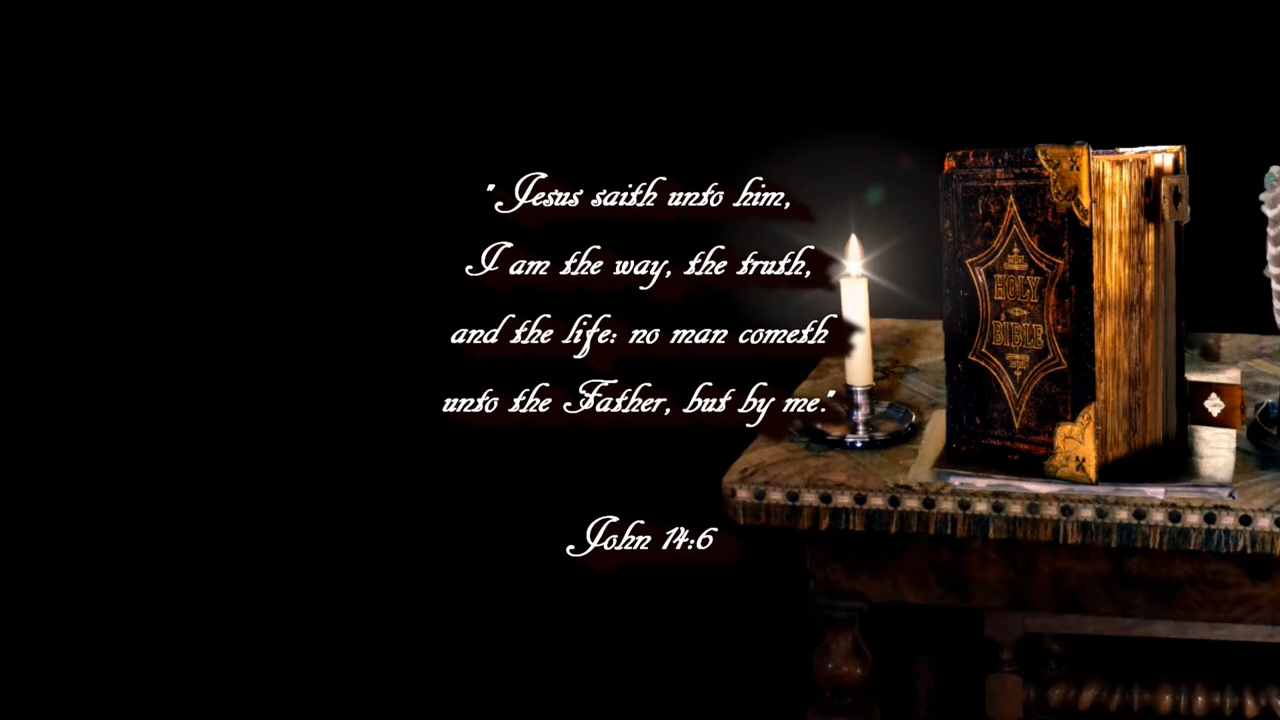 "Jesus saith unto him,
I am the way, the truth,
and the life: no man cometh
unto the Father, but by me."
John 14:6
HOLY
BIBLE